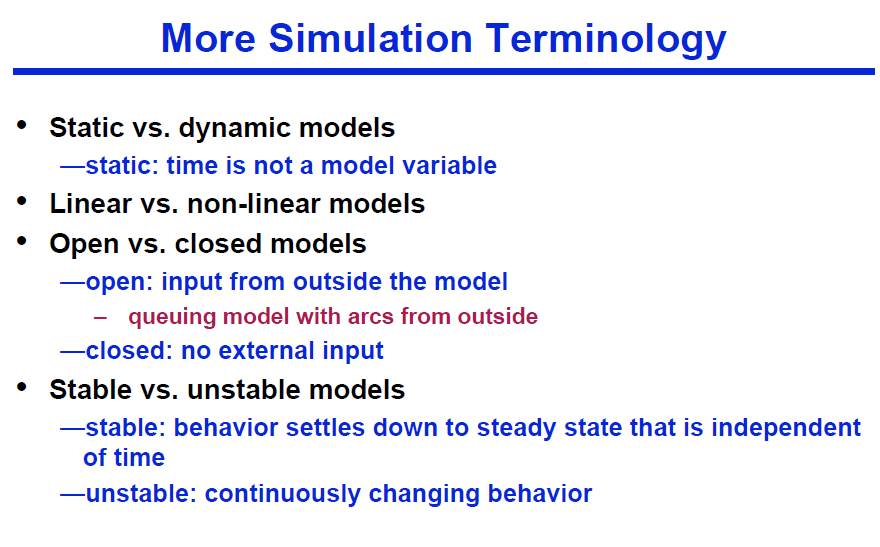 More Simulation Terminology
• Static vs. dynamic models
—static: time is not a model variable
• Linear vs. non-linear models
• Open vs. closed models
—open: input from outside the model
– queuing model with arcs from outside
—closed: no external input
• Stable vs. unstable models
—stable: behavior settles down to steady state that is independent
of time
—unstable: continuously changing behavior